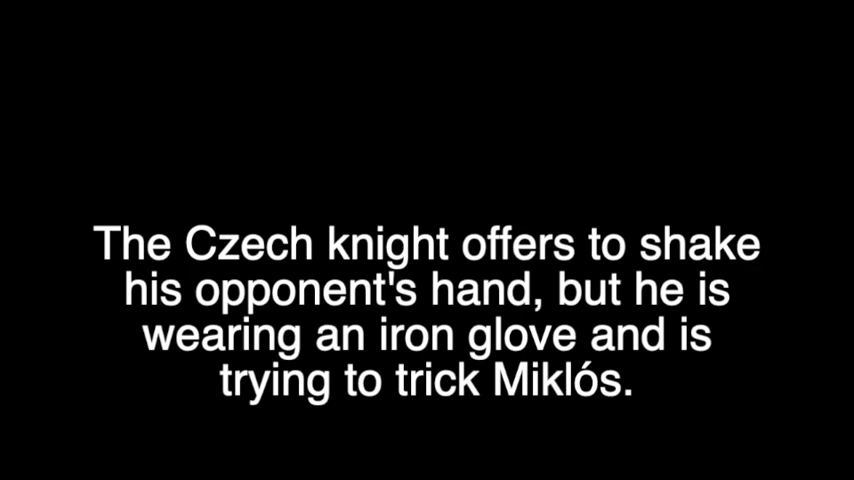 The Czech knight offers to shake
his opponent's hand, but he is
wearing an iron glove and is
trying to trick Miklós.